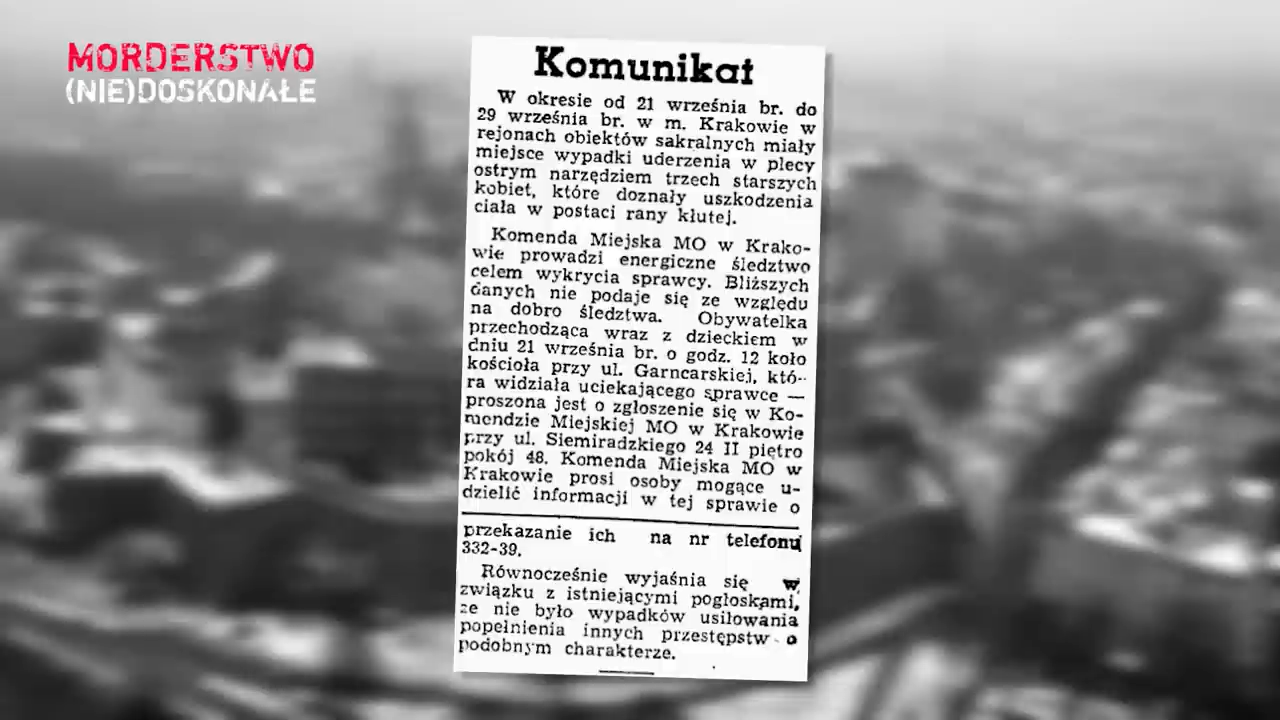 MORDERSTWO
(NIE)DOSKONAŁE
Komunikat
W okresie od 21 września br. do
29 września br. w m. Krakowie w
rejonach obiektów sakralnych miały
miejsce wypadki uderzenia w plecy
ostrym narzędziem trzech starszych
kobiet, które doznały uszkodzenia
ciała w postaci rany kłutej.
Komenda Miejska MO w Krako-
wie prowadzi energiczne śledztwo
celem wykrycia sprawcy. Bliższych
danych nie podaje się ze względu
na dobro śledztwa. Obywatelka
przechodząca wraz z dzieckiem w
dniu 21 września br. o godz. 12 koło
kościoła przy ul. Garncarskiej, któ-
ra widziała uciekającego sprawce —
proszona jest o zgłoszenie się w Ko-
mendzie Miejskiej MO w Krakowie
przy ul. Siemiradzkiego 24 II piętro
pokój 48. Komenda Miejska MO w
Krakowie prosi osoby mogące u-
dzielić informacji w tej sprawie o
przekazanie ich na nr telefonu
332-39.
Równocześnie wyjaśnia się w
związku z istniejącymi pogłoskami,
że nie było wypadków usiłowania
popełnienia innych przestępstw o
podobnym charakterze.